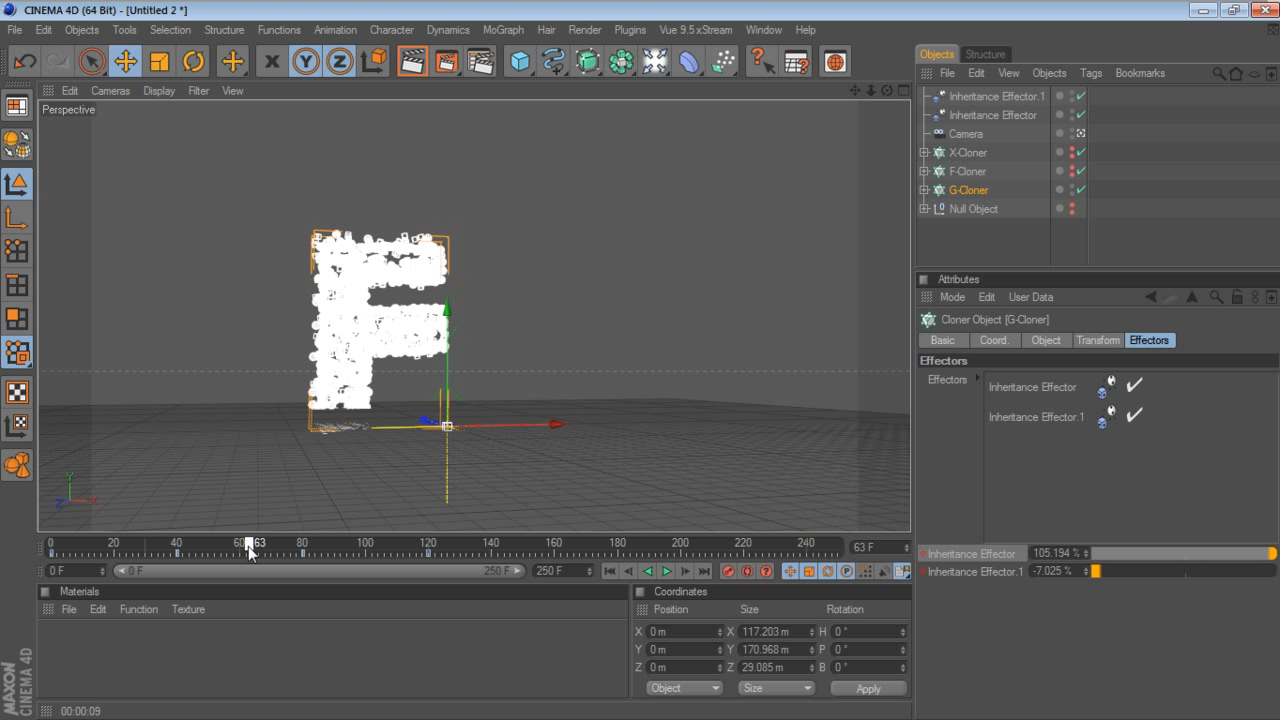 CINEMA 4D (64 Bit) - [Untitled 2 *]
File Edit Objects Tools Selection Structure Functions Animation Character Dynamics MoGraph Hair Render Plugins Vue 9.5 xStream Window Help
Objects Structure
File Edit View Objects Tags Bookmarks
Edit Cameras Display Filter View
Perspective
Inheritance Effector.1
Inheritance Effector
Camera
X-Cloner
F-Cloner
G-Cloner
Null Object
Attributes
Mode Edit User Data
Cloner Object [G-Cloner]
Basic Coord. Object Transform Effectors
Effectors
Effectors
Inheritance Effector
Inheritance Effector.1
Inheritance Effector 105.194 %
Inheritance Effector.1 -7.025 %
Y
Z X
0 20 40 60 63 80 100 120 140 160 180 200 220 240 63 F
0 F 0 F 250 F 250 F
Materials
File Edit Function Texture
Coordinates
Position Size Rotation
X 0 m X 117.203 m H 0 °
Y 0 m Y 170.968 m P 0 °
Z 0 m Z 29.085 m B 0 °
Object Size Apply
MAXON
CINEMA 4D
00:00:09